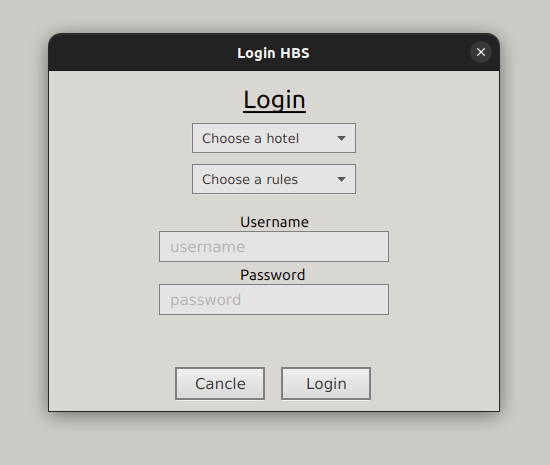 Login HBS
Login
Choose a hotel
Choose a rules
Username
username
Password
password
Cancle Login